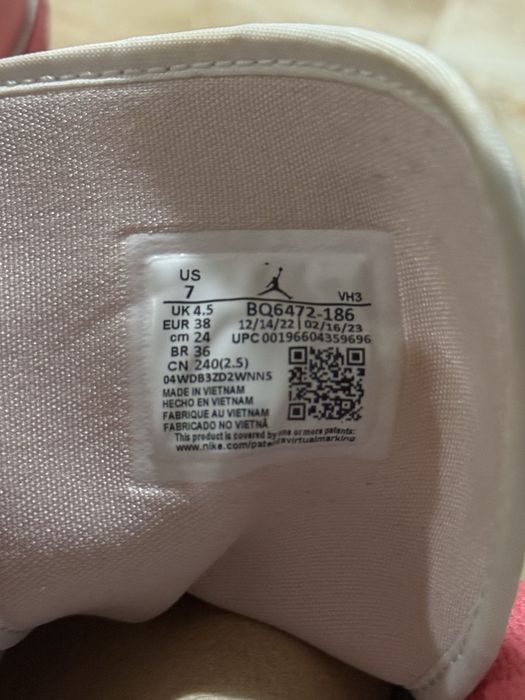 US
7
VH3
UK 4.5 BQ6472-186
EUR 38 12/14/22 | 02/16/23
cm 24 UPC 00196604359696
BR 36
CN 240(2.5)
04WDB3ZD2WNN5
MADE IN VIETNAM
HECHO EN VIETNAM
FABRIQUE AU VIETNAM
FABRICADO NO VIETNÃ
This product is covered by one or more patents:
www.nike.com/patents virtualmarking